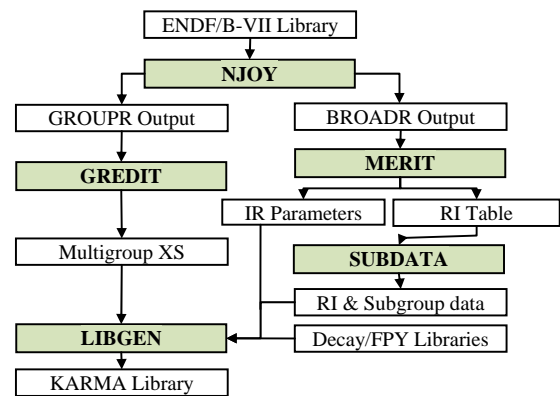 ENDF/B-VII Library
NJOY
GROUPR Output
BROADR Output
GREDIT
MERIT
IR Parameters
RI Table
Multigroup XS
SUBDATA
RI & Subgroup data
LIBGEN
Decay/FPY Libraries
KARMA Library